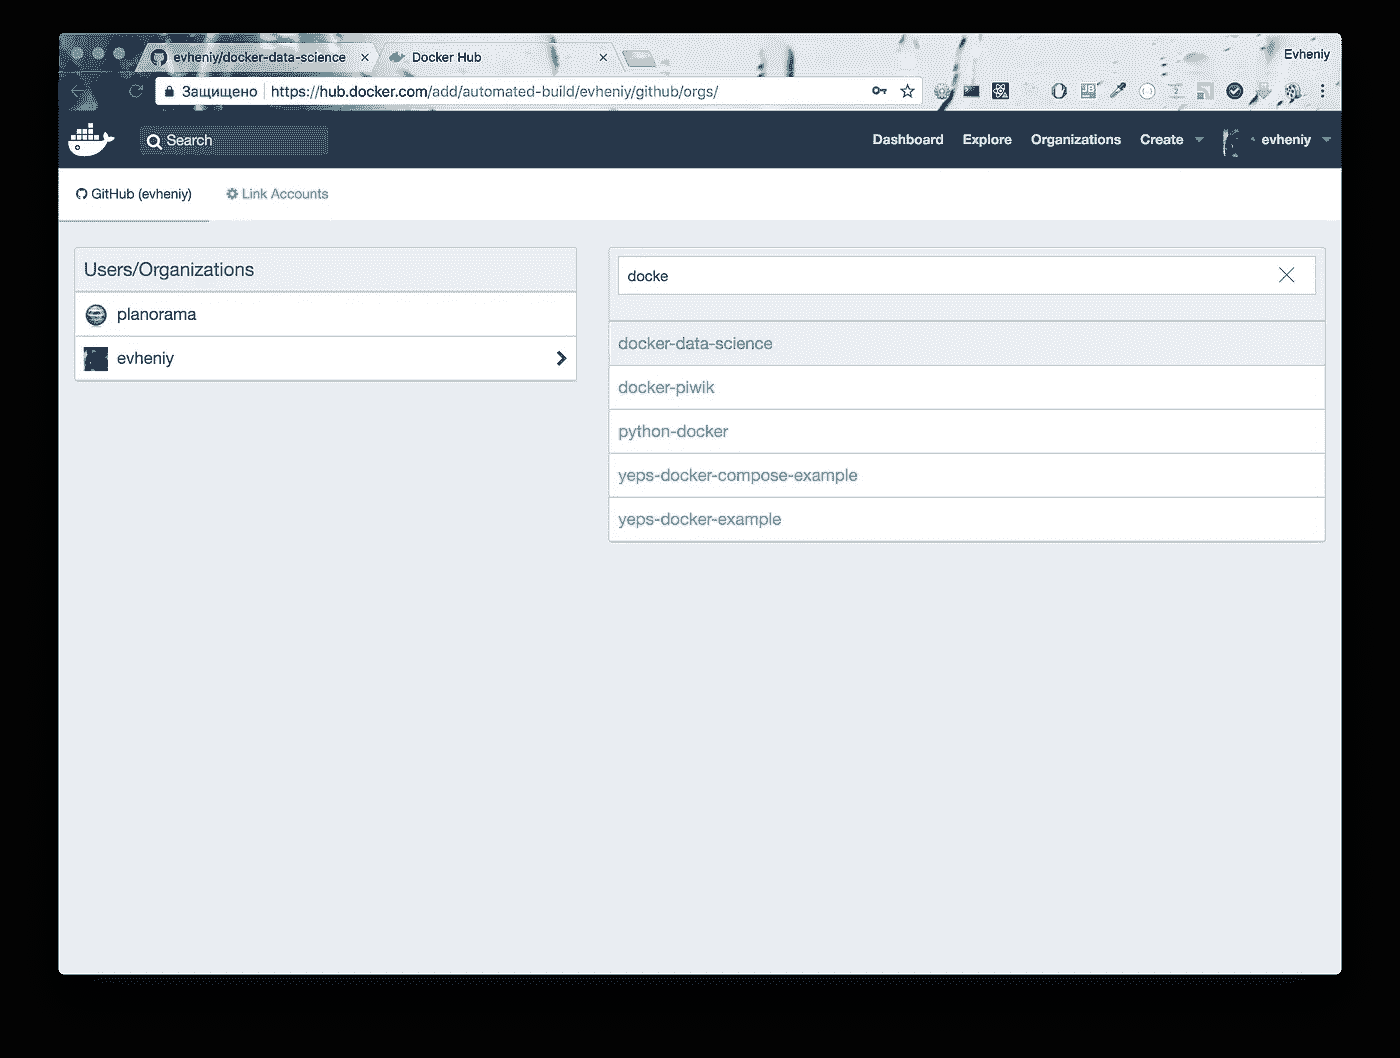 evheniy/docker-data-science
Docker Hub
Evheniy
Защищено https://hub.docker.com/add/automated-build/evheniy/github/orgs/
Search
Dashboard Explore Organizations Create evheniy
GitHub (evheniy) Link Accounts
Users/Organizations
planorama
evheniy
docke
docker-data-science
docker-piwik
python-docker
yeps-docker-compose-example
yeps-docker-example